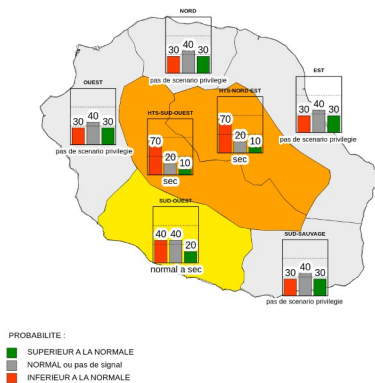 NORD
30 40 30
pas de scenario privilegie
OUEST
30 40 30
pas de scenario privilegie
EST
30 40 30
pas de scenario privilegie
HTS-NORD-EST
70 20 10
sec
HTS-SUD-OUEST
70 20 10
sec
SUD-OUEST
40 40 20
normal a sec
SUD-SAUVAGE
30 40 30
pas de scenario privilegie
PROBABILITE :
SUPERIEUR A LA NORMALE
NORMAL ou pas de signal
INFERIEUR A LA NORMALE